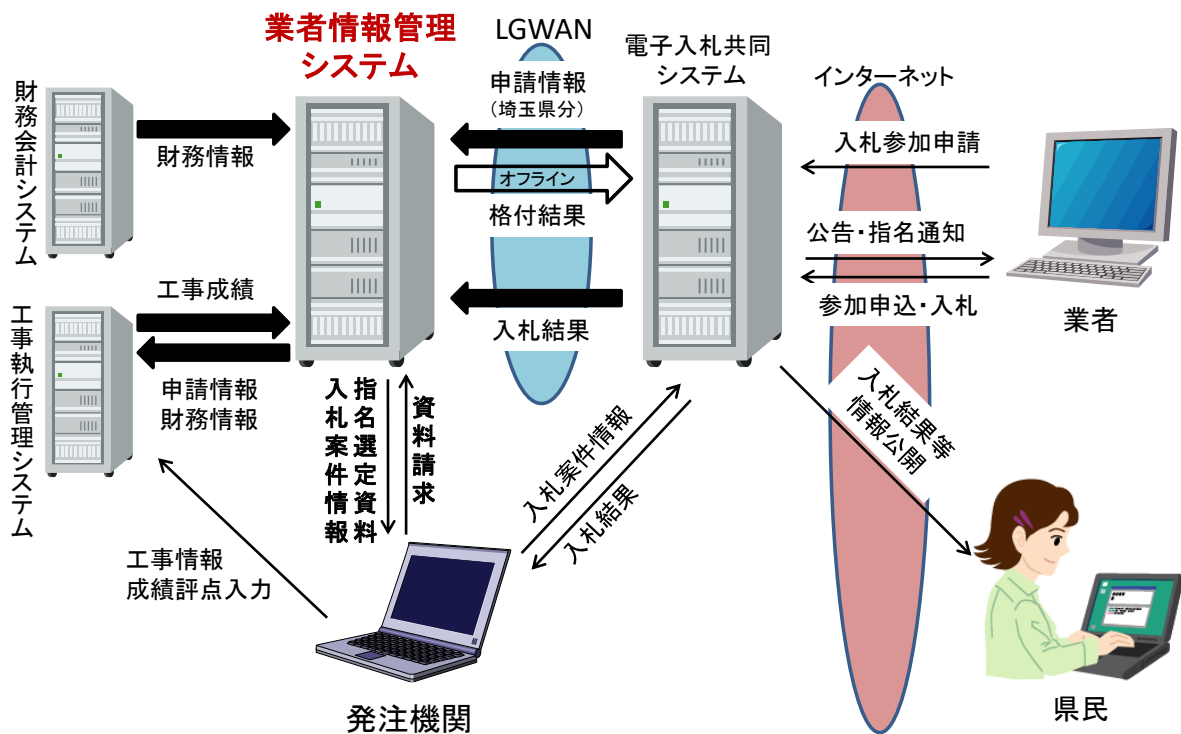 業者情報管理
システム
LGWAN
電子入札共同
システム
インターネット
財務会計システム
財務情報
申請情報
（埼玉県分）
オフライン
格付結果
入札参加申請
公告・指名通知
参加申込・入札
業者
工事執行管理システム
工事成績
申請情報
財務情報
入札結果
指名選定資料
入札案件情報
資料請求
入札案件情報
入札結果
入札結果等
情報公開
工事情報
成績評点入力
発注機関
県民